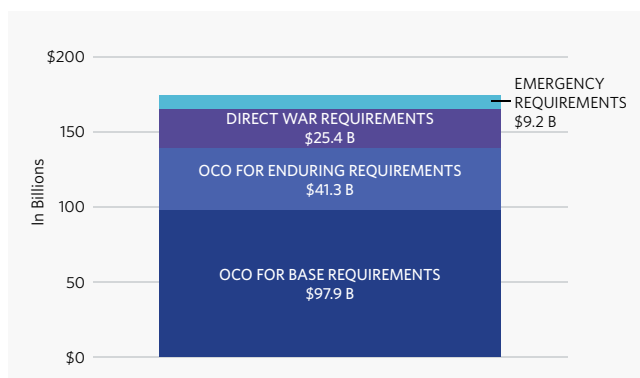 $200
EMERGENCY
REQUIREMENTS
$9.2 B
DIRECT WAR REQUIREMENTS
$25.4 B
150
OCO FOR ENDURING REQUIREMENTS
$41.3 B
In Billions
100
OCO FOR BASE REQUIREMENTS
$97.9 B
50
$0